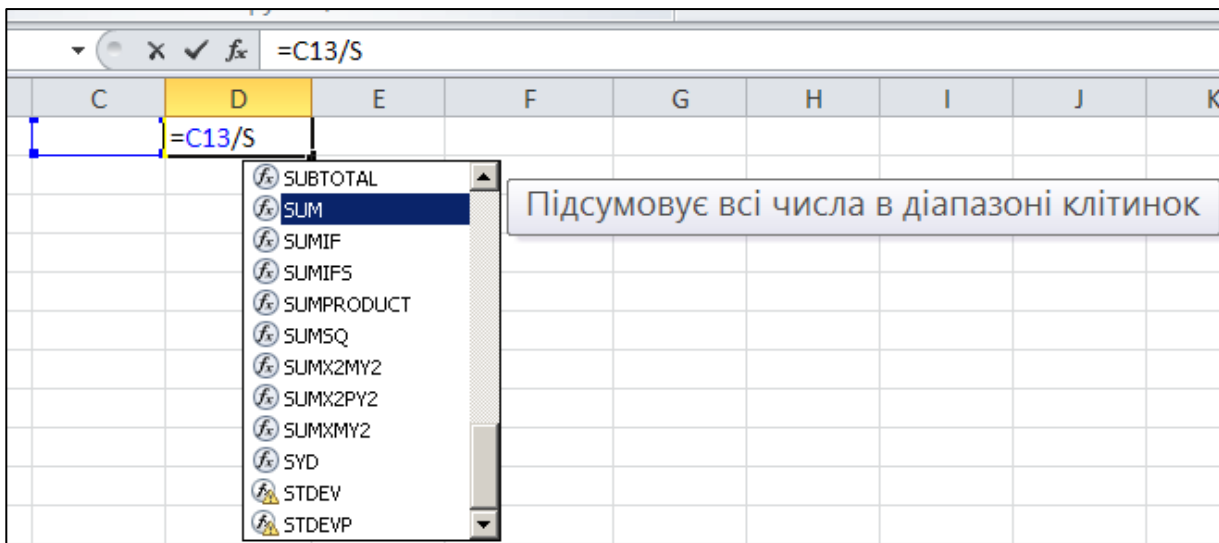 fx =C13/S
C D E F G H I J K
=C13/S
SUBTOTAL
SUM
Підсумовує всі числа в діапазоні клітинок
SUMIF
SUMIFS
SUMPRODUCT
SUMSQ
SUMX2MY2
SUMX2PY2
SUMXMY2
SYD
STDEV
STDEVP